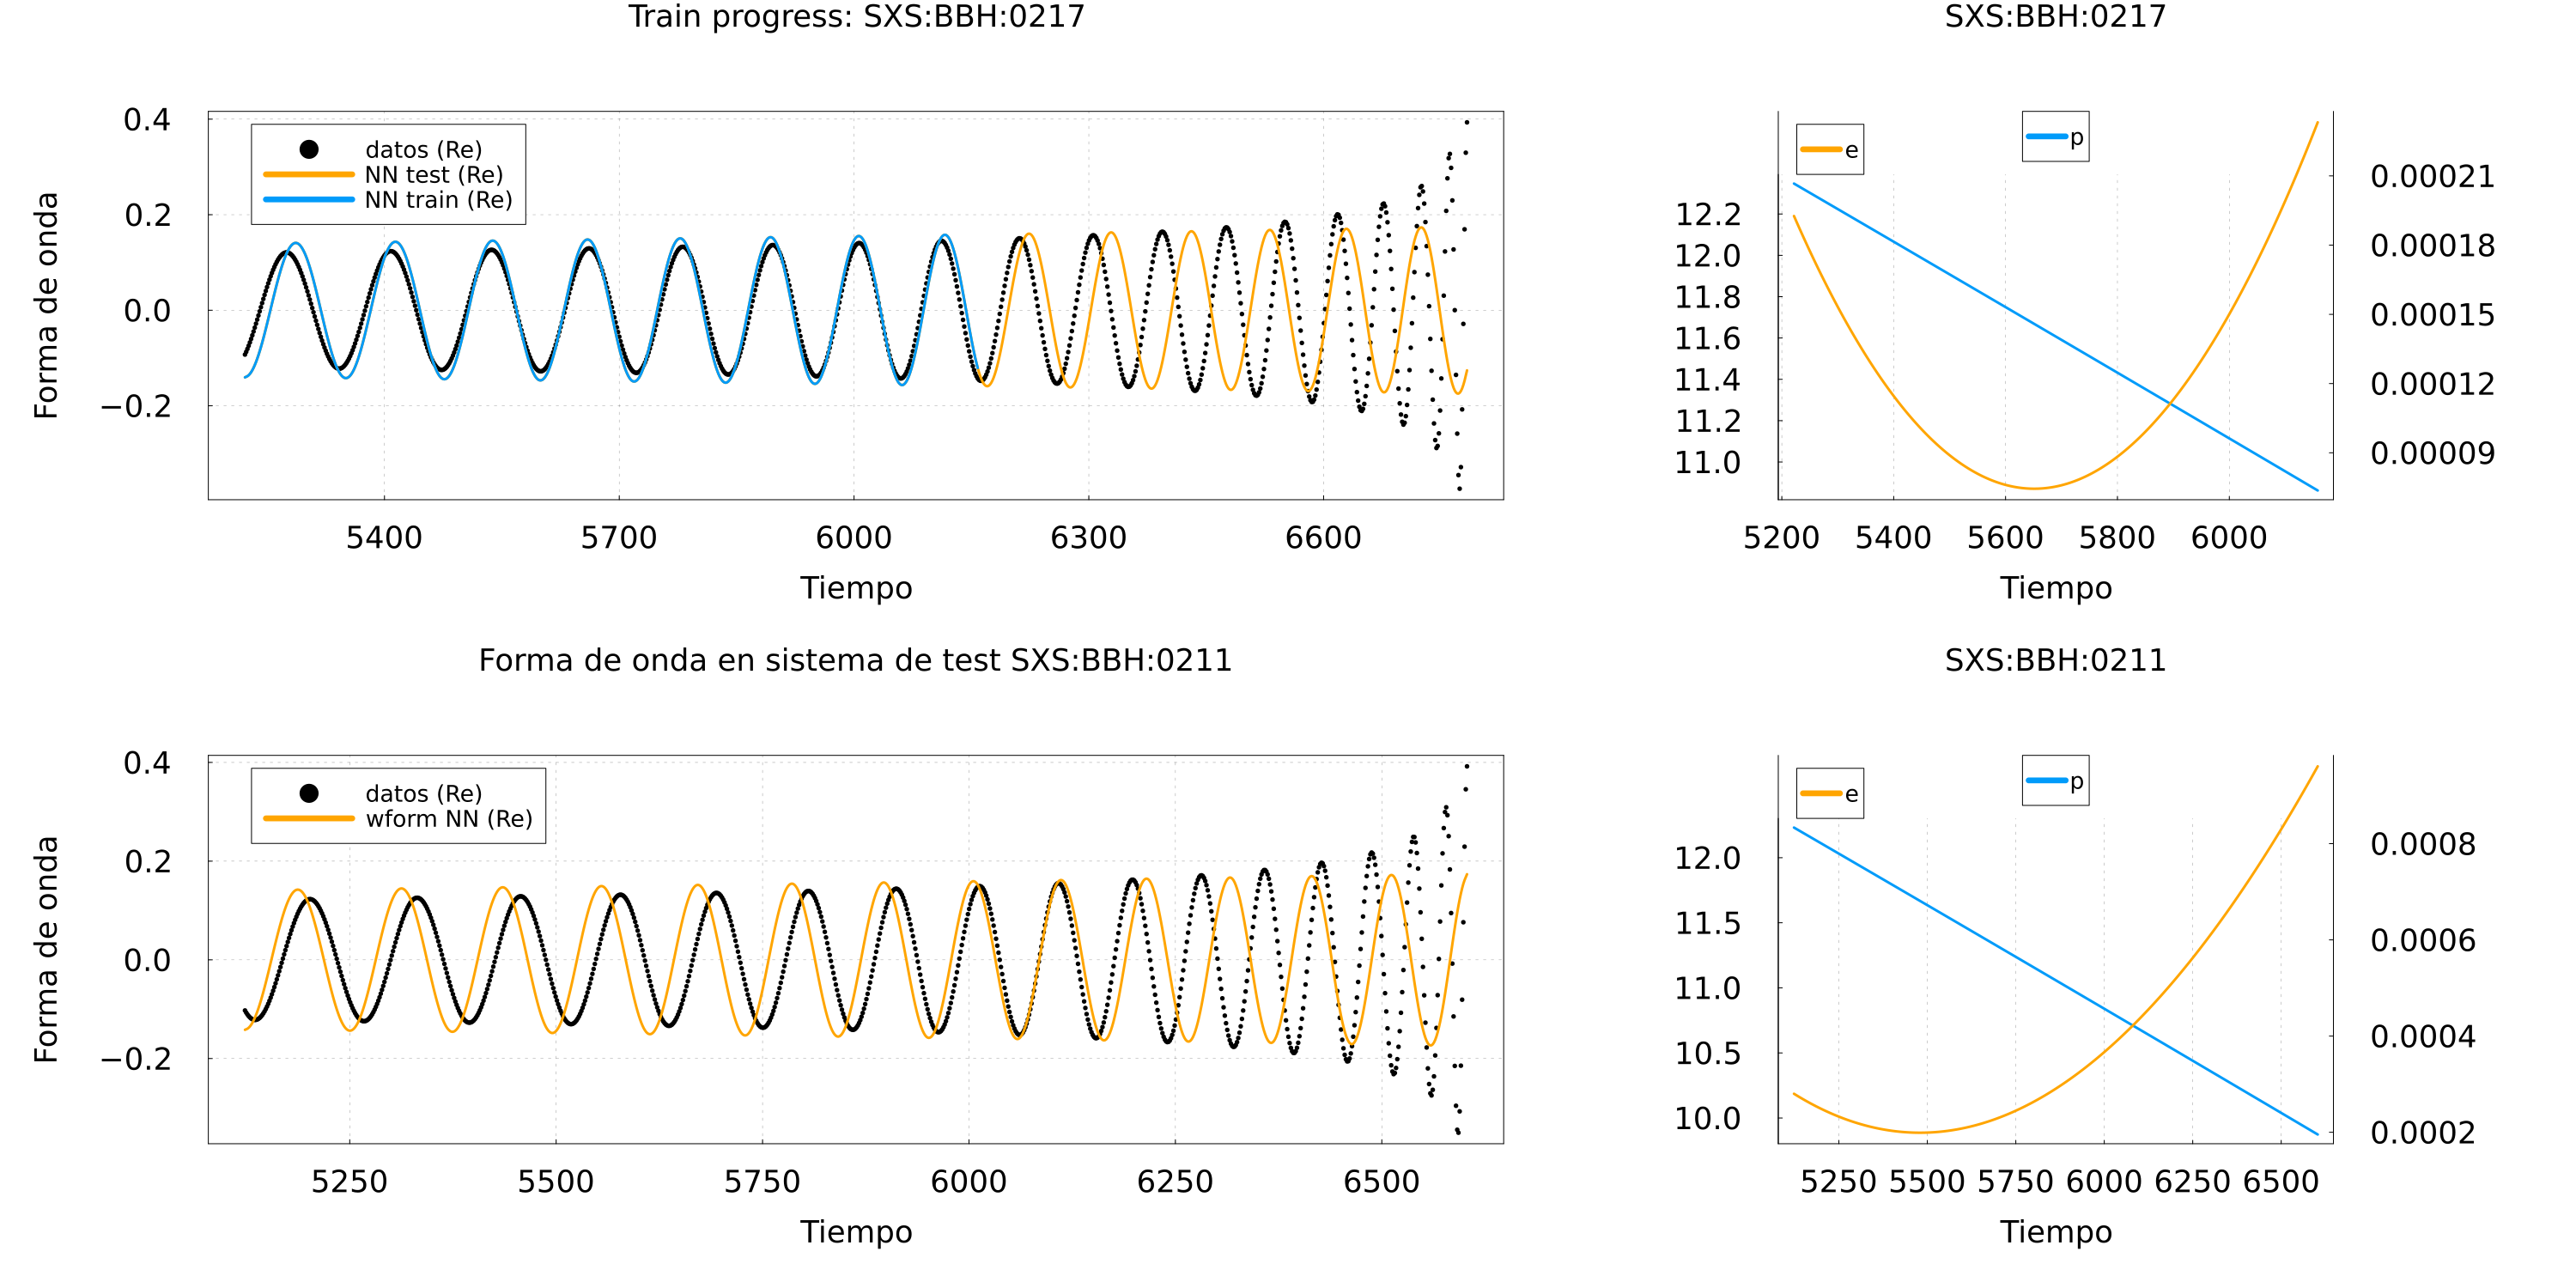 Train progress: SXS:BBH:0217
0.4
0.2
0.0
−0.2
Forma de onda
datos (Re)
NN test (Re)
NN train (Re)
5400 5700 6000 6300 6600
Tiempo
SXS:BBH:0217
e
p
12.2
12.0
11.8
11.6
11.4
11.2
11.0
0.00021
0.00018
0.00015
0.00012
0.00009
5200 5400 5600 5800 6000
Tiempo
Forma de onda en sistema de test SXS:BBH:0211
0.4
0.2
0.0
−0.2
Forma de onda
datos (Re)
wform NN (Re)
5250 5500 5750 6000 6250 6500
Tiempo
SXS:BBH:0211
e
p
12.0
11.5
11.0
10.5
10.0
0.0008
0.0006
0.0004
0.0002
5250 5500 5750 6000 6250 6500
Tiempo